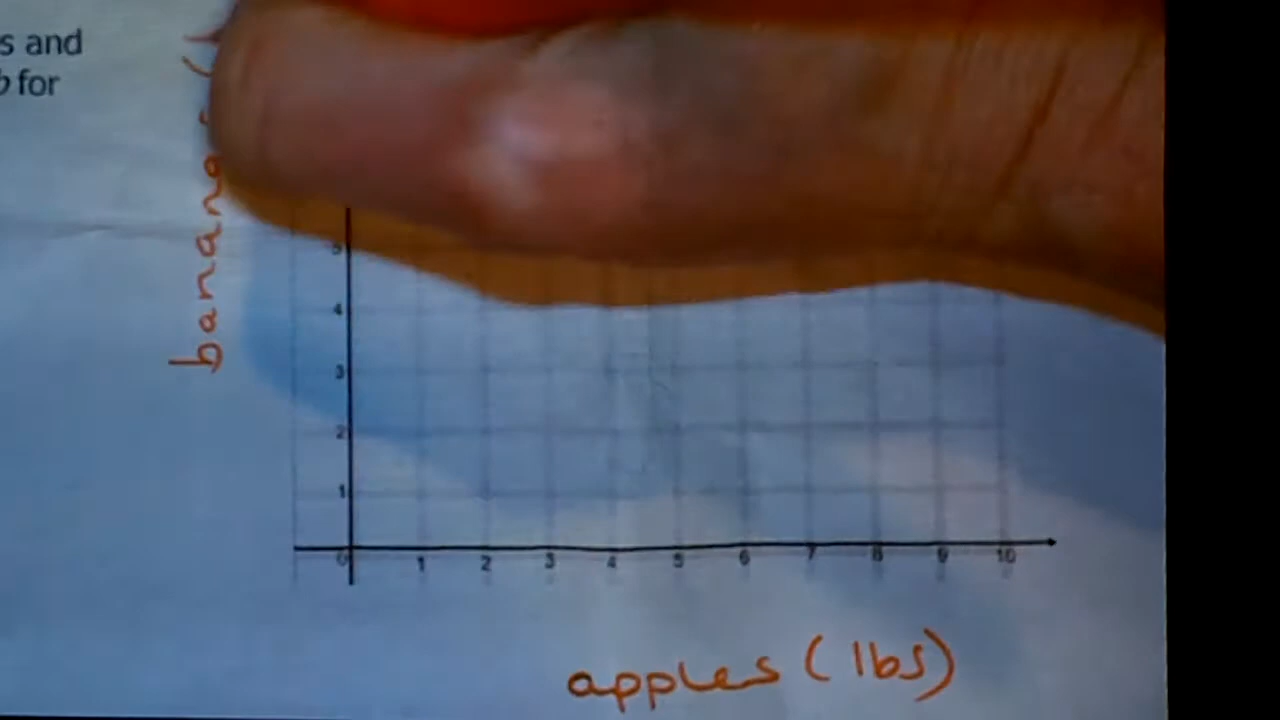 s and
b for
banana
5
4
3
2
1
0 1 2 3 4 5 6 7 8 9 10
apples (lbs)